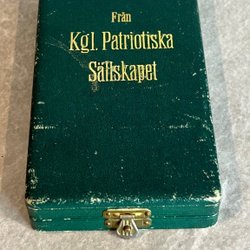 Från
Kgl. Patriotiska
Sällskapet